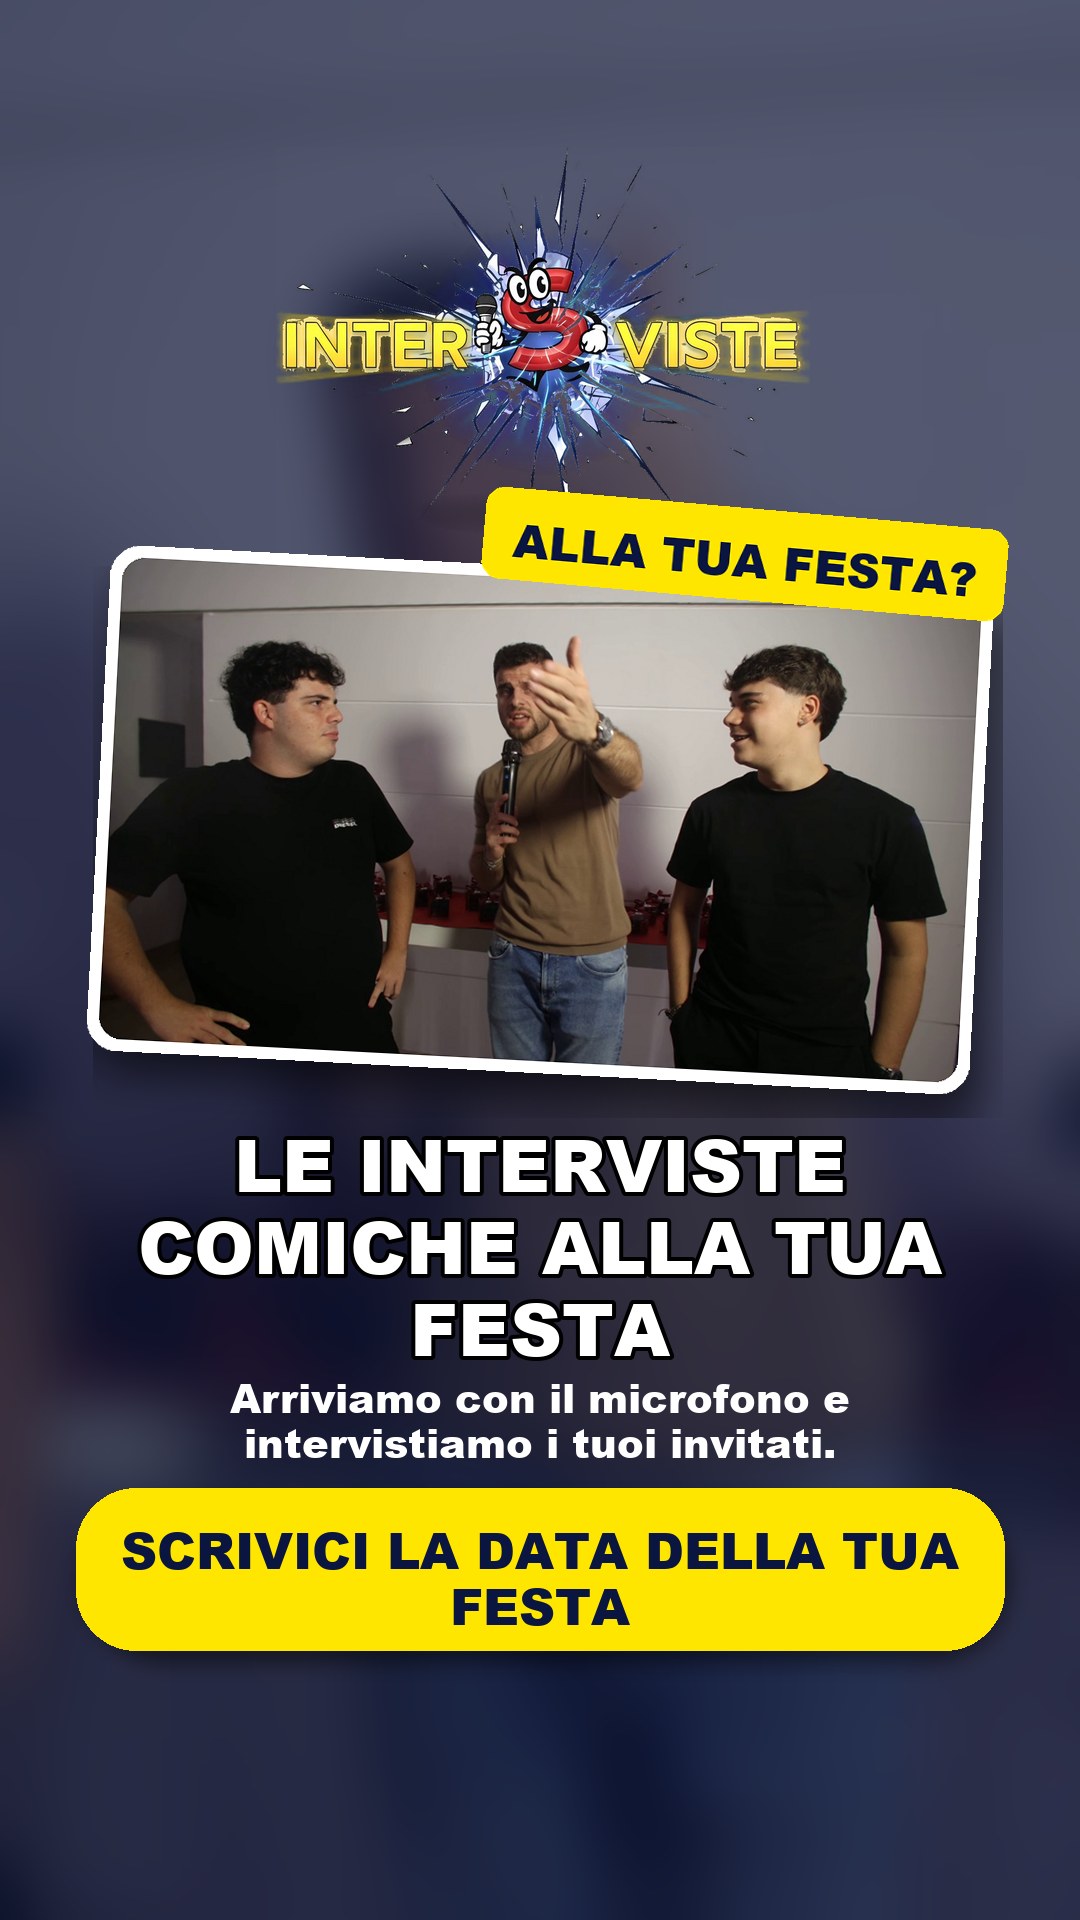 INTER S VISTE
ALLA TUA FESTA?
LE INTERVISTE
COMICHE ALLA TUA
FESTA
Arriviamo con il microfono e
intervistiamo i tuoi invitati.
SCRIVICI LA DATA DELLA TUA
FESTA